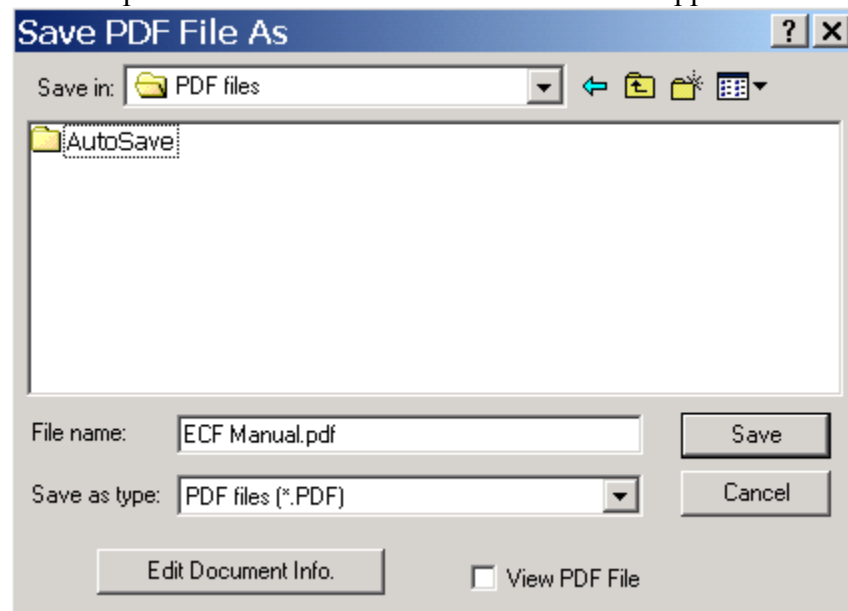 Save PDF File As
Save in: PDF files
AutoSave
File name: ECF Manual.pdf Save
Save as type: PDF files (*.PDF) Cancel
Edit Document Info. View PDF File